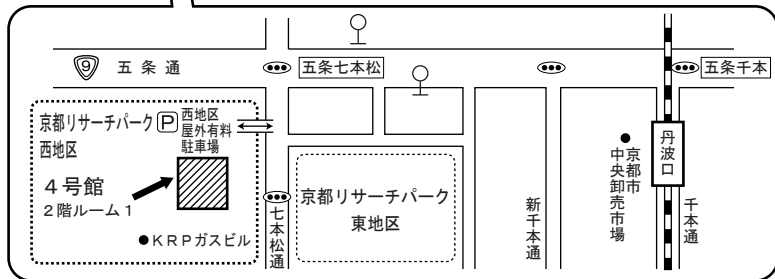 9
五条通
五条七本松
五条千本
京都リサーチパーク
西地区
P
西地区
屋外有料
駐車場
4号館
2階ルーム1
●KRPガスビル
七本松通
京都リサーチパーク
東地区
新千本通
●京都市
中央卸売市場
丹波口
千本通